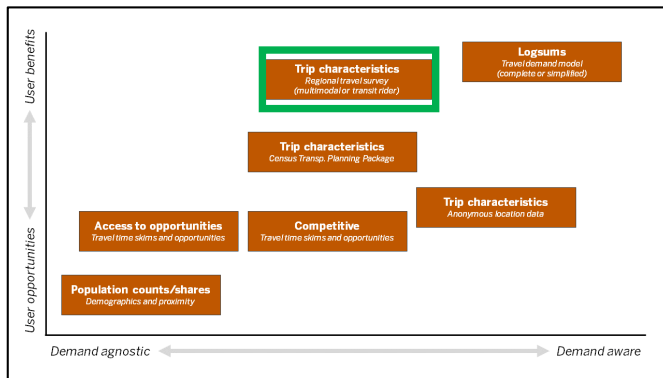 User benefits
User opportunities
Logsums
Travel demand model
(complete or simplified)
Trip characteristics
Regional travel survey
(multimodal or transit rider)
Trip characteristics
Census Transp. Planning Package
Trip characteristics
Anonymous location data
Access to opportunities
Travel time skims and opportunities
Competitive
Travel time skims and opportunities
Population counts/shares
Demographics and proximity
Demand agnostic
Demand aware